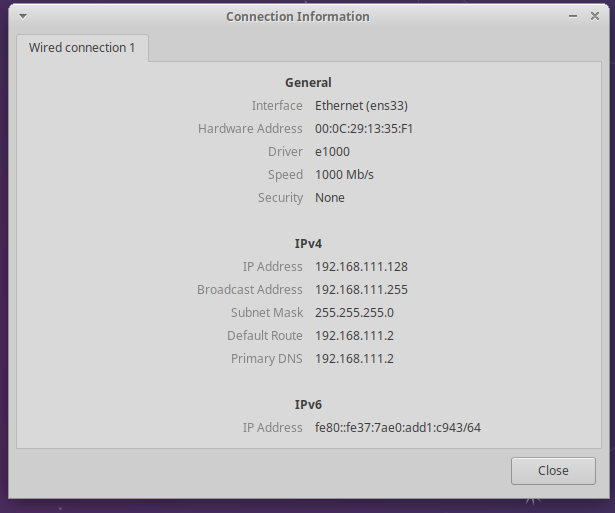 Connection Information
Wired connection 1
General
Interface Ethernet (ens33)
Hardware Address 00:0C:29:13:35:F1
Driver e1000
Speed 1000 Mb/s
Security None
IPv4
IP Address 192.168.111.128
Broadcast Address 192.168.111.255
Subnet Mask 255.255.255.0
Default Route 192.168.111.2
Primary DNS 192.168.111.2
IPv6
IP Address fe80::fe37:7ae0:add1:c943/64
Close